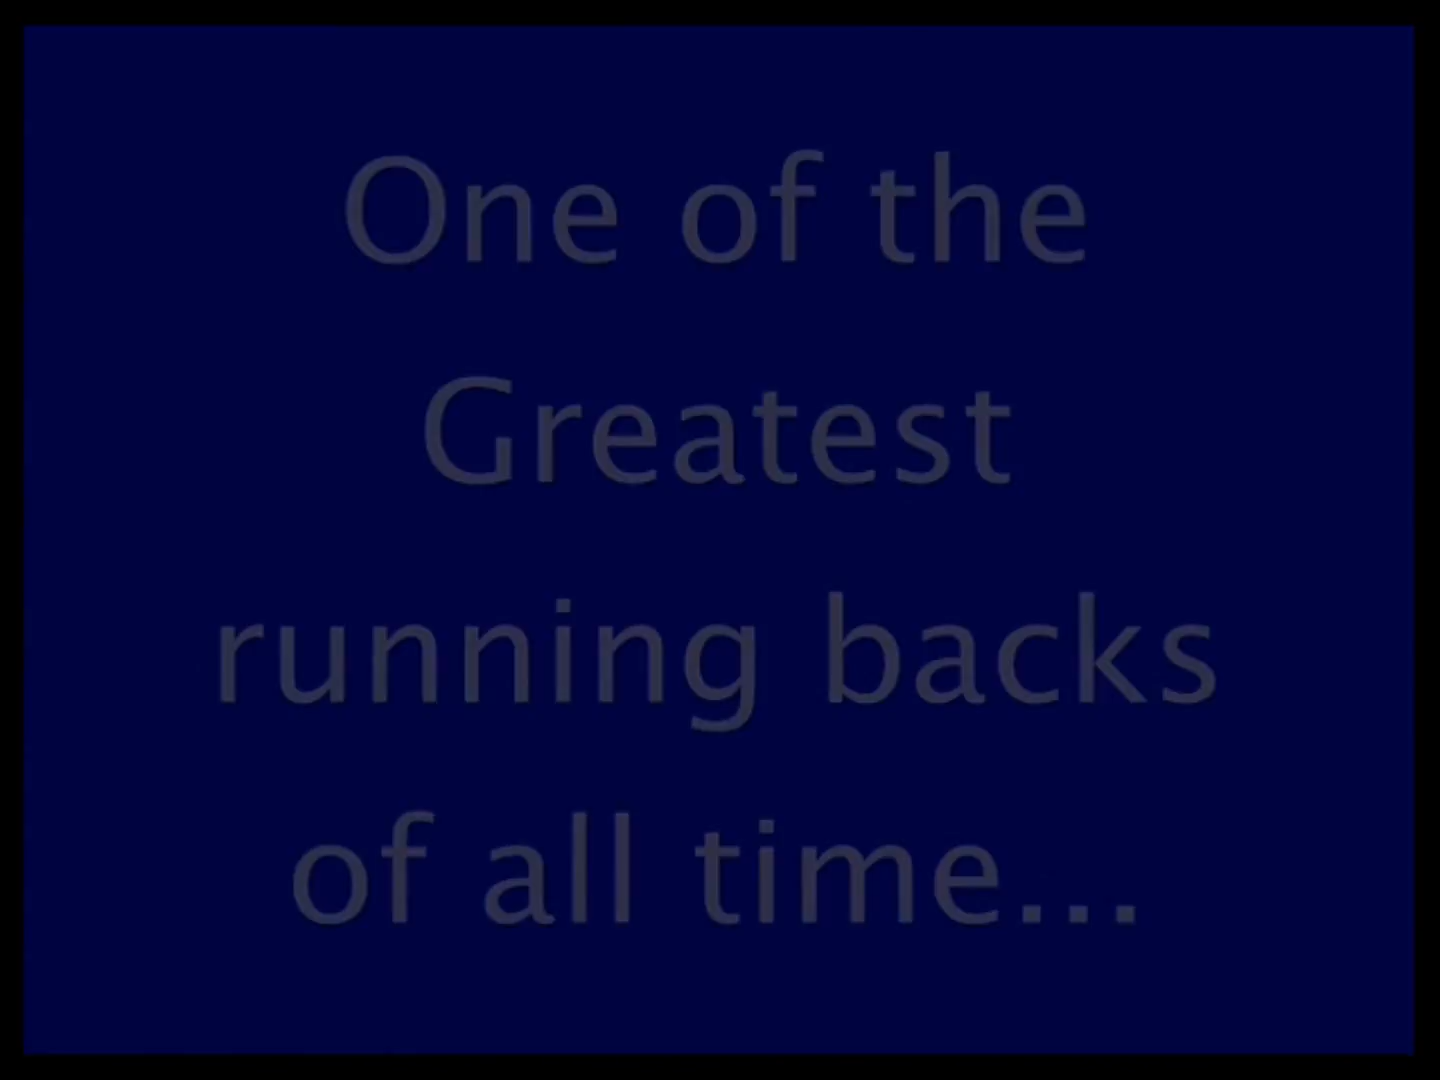 One of the
Greatest
running backs
of all time...